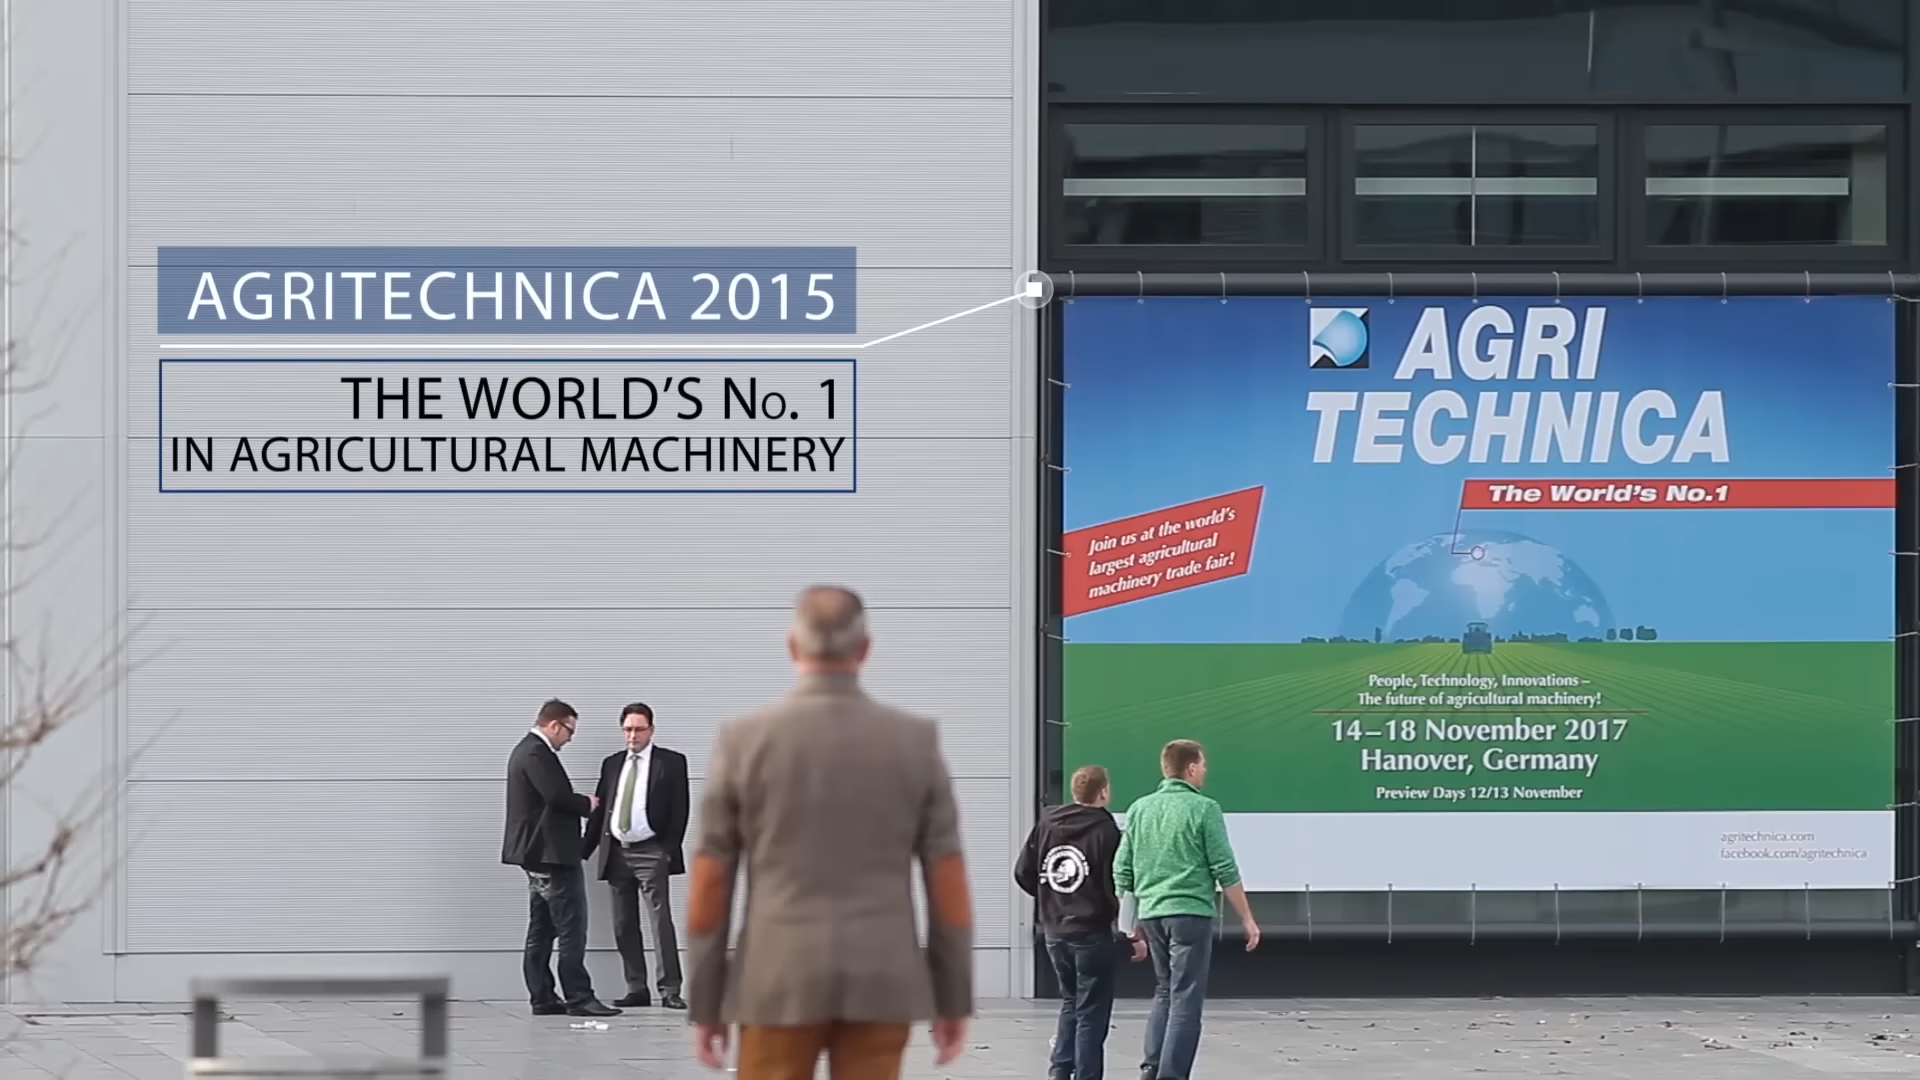 AGRITECHNICA 2015
THE WORLD'S No. 1
IN AGRICULTURAL MACHINERY
AGRI
TECHNICA
The World's No.1
Join us at the world's
largest agricultural
machinery trade fair!
People, Technology, Innovations –
The future of agricultural machinery!
14–18 November 2017
Hanover, Germany
Preview Days 12/13 November
agritechnica.com
facebook.com/agritechnica